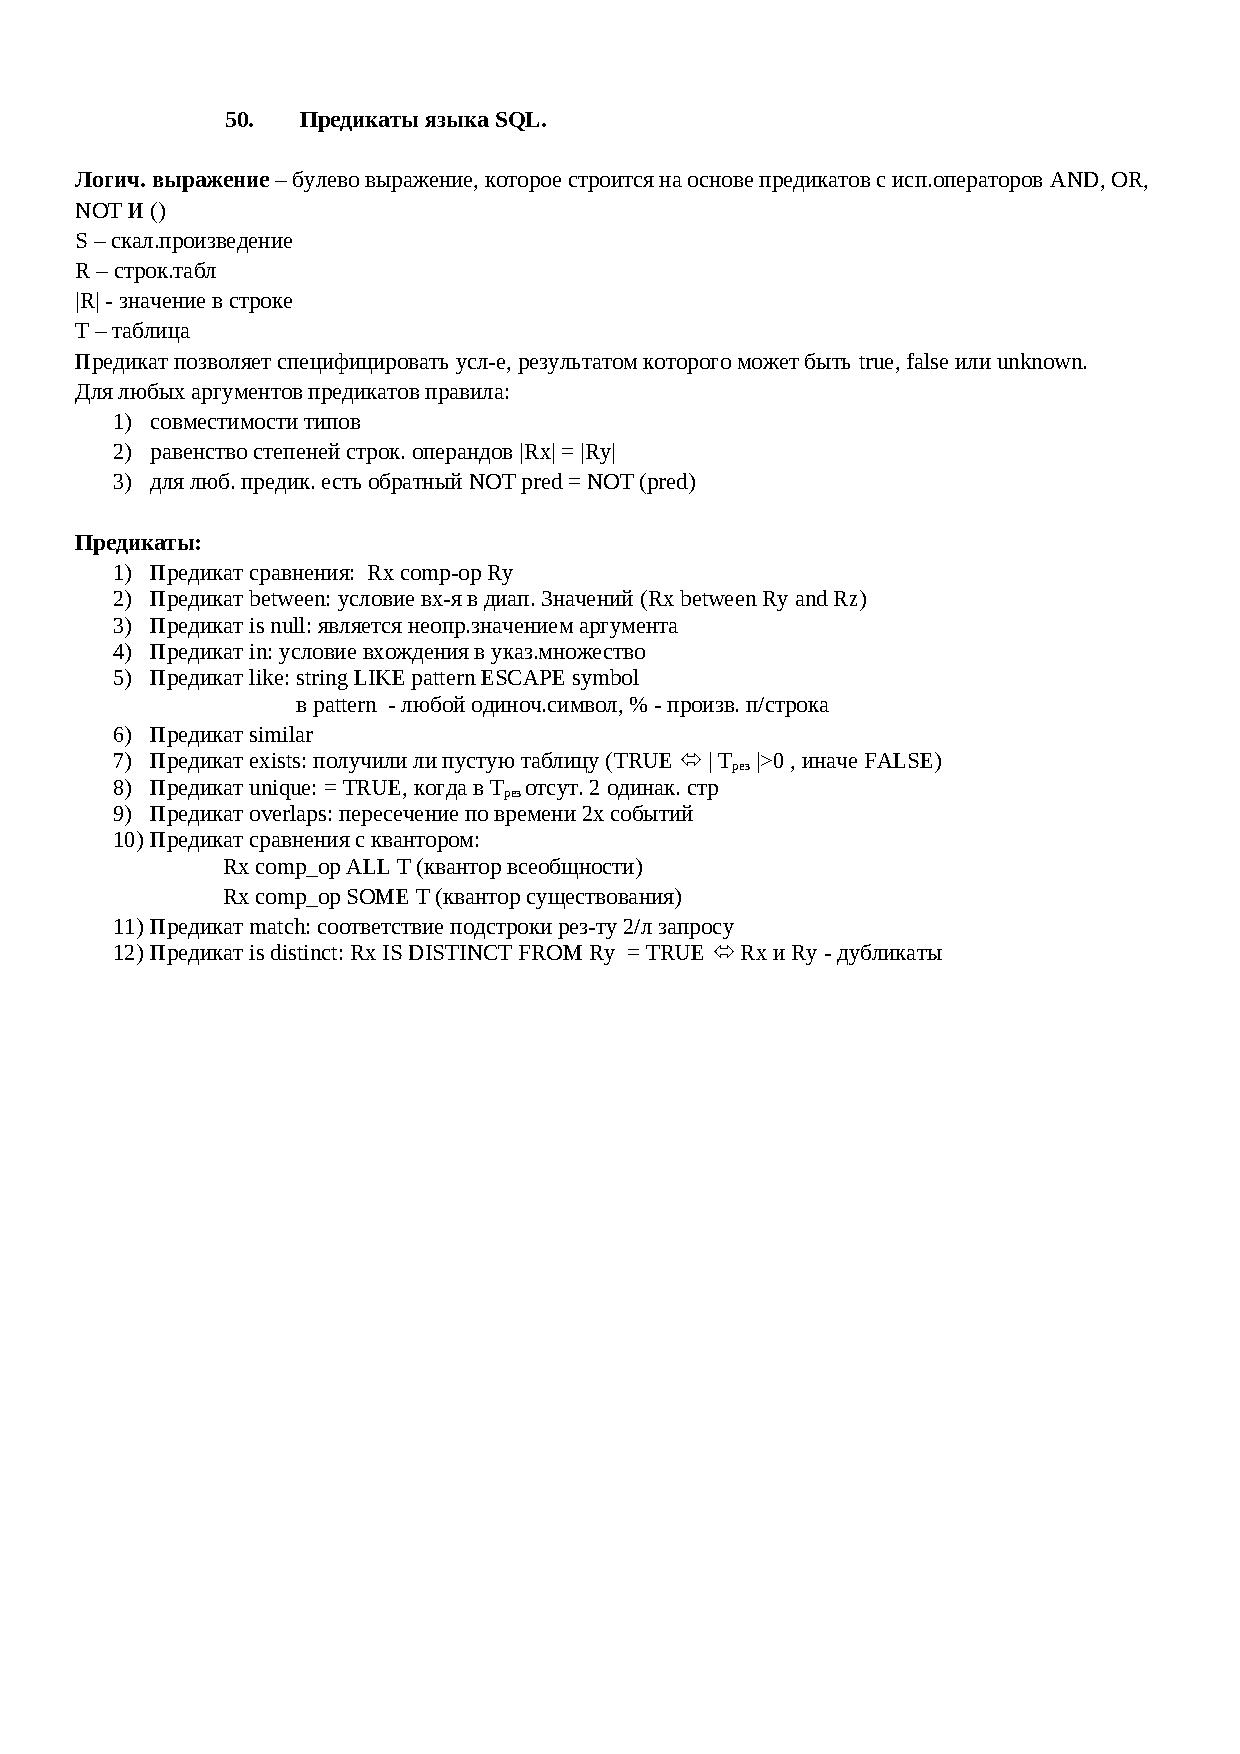 50. Предикаты языка SQL.
Логич. выражение – булево выражение, которое строится на основе предикатов с исп.операторов AND, OR,
NOT И ()
S – скал.произведение
R – строк.табл
|R| - значение в строке
T – таблица
Предикат позволяет специфицировать усл-е, результатом которого может быть true, false или unknown.
Для любых аргументов предикатов правила:
1) совместимости типов
2) равенство степеней строк. операндов |Rx| = |Ry|
3) для люб. предик. есть обратный NOT pred = NOT (pred)
Предикаты:
1) Предикат сравнения: Rx comp-op Ry
2) Предикат between: условие вх-я в диап. Значений (Rx between Ry and Rz)
3) Предикат is null: является неопр.значением аргумента
4) Предикат in: условие вхождения в указ.множество
5) Предикат like: string LIKE pattern ESCAPE symbol
в pattern - любой одиноч.символ, % - произв. п/строка
6) Предикат similar
7) Предикат exists: получили ли пустую таблицу (TRUE ⬄ | Tрез |>0 , иначе FALSE)
8) Предикат unique: = TRUE, когда в Tрез отсут. 2 одинак. стр
9) Предикат overlaps: пересечение по времени 2х событий
10) Предикат сравнения с квантором:
Rx comp_op ALL T (квантор всеобщности)
Rx comp_op SOME T (квантор существования)
11) Предикат match: соответствие подстроки рез-ту 2/л запросу
12) Предикат is distinct: Rx IS DISTINCT FROM Ry = TRUE ⬄ Rx и Ry - дубликаты